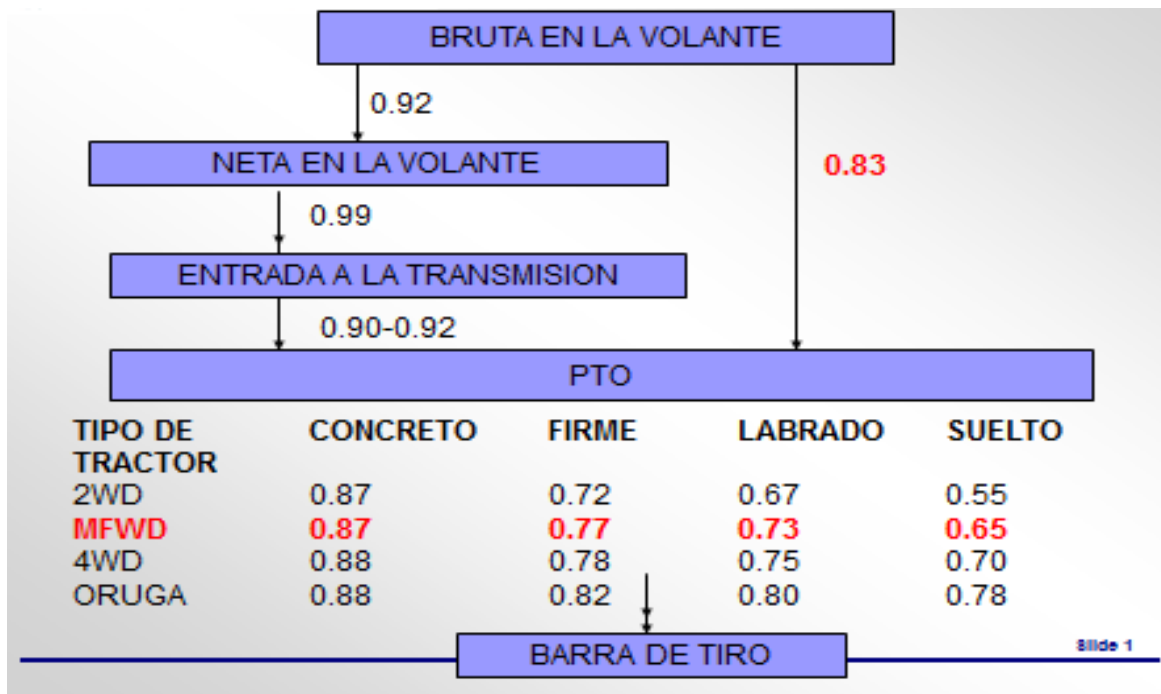 BRUTA EN LA VOLANTE
0.92
NETA EN LA VOLANTE
0.83
0.99
ENTRADA A LA TRANSMISION
0.90-0.92
PTO
TIPO DE TRACTOR CONCRETO FIRME LABRADO SUELTO
2WD 0.87 0.72 0.67 0.55
MFWD 0.87 0.77 0.73 0.65
4WD 0.88 0.78 0.75 0.70
ORUGA 0.88 0.82 0.80 0.78
BARRA DE TIRO
Slide 1